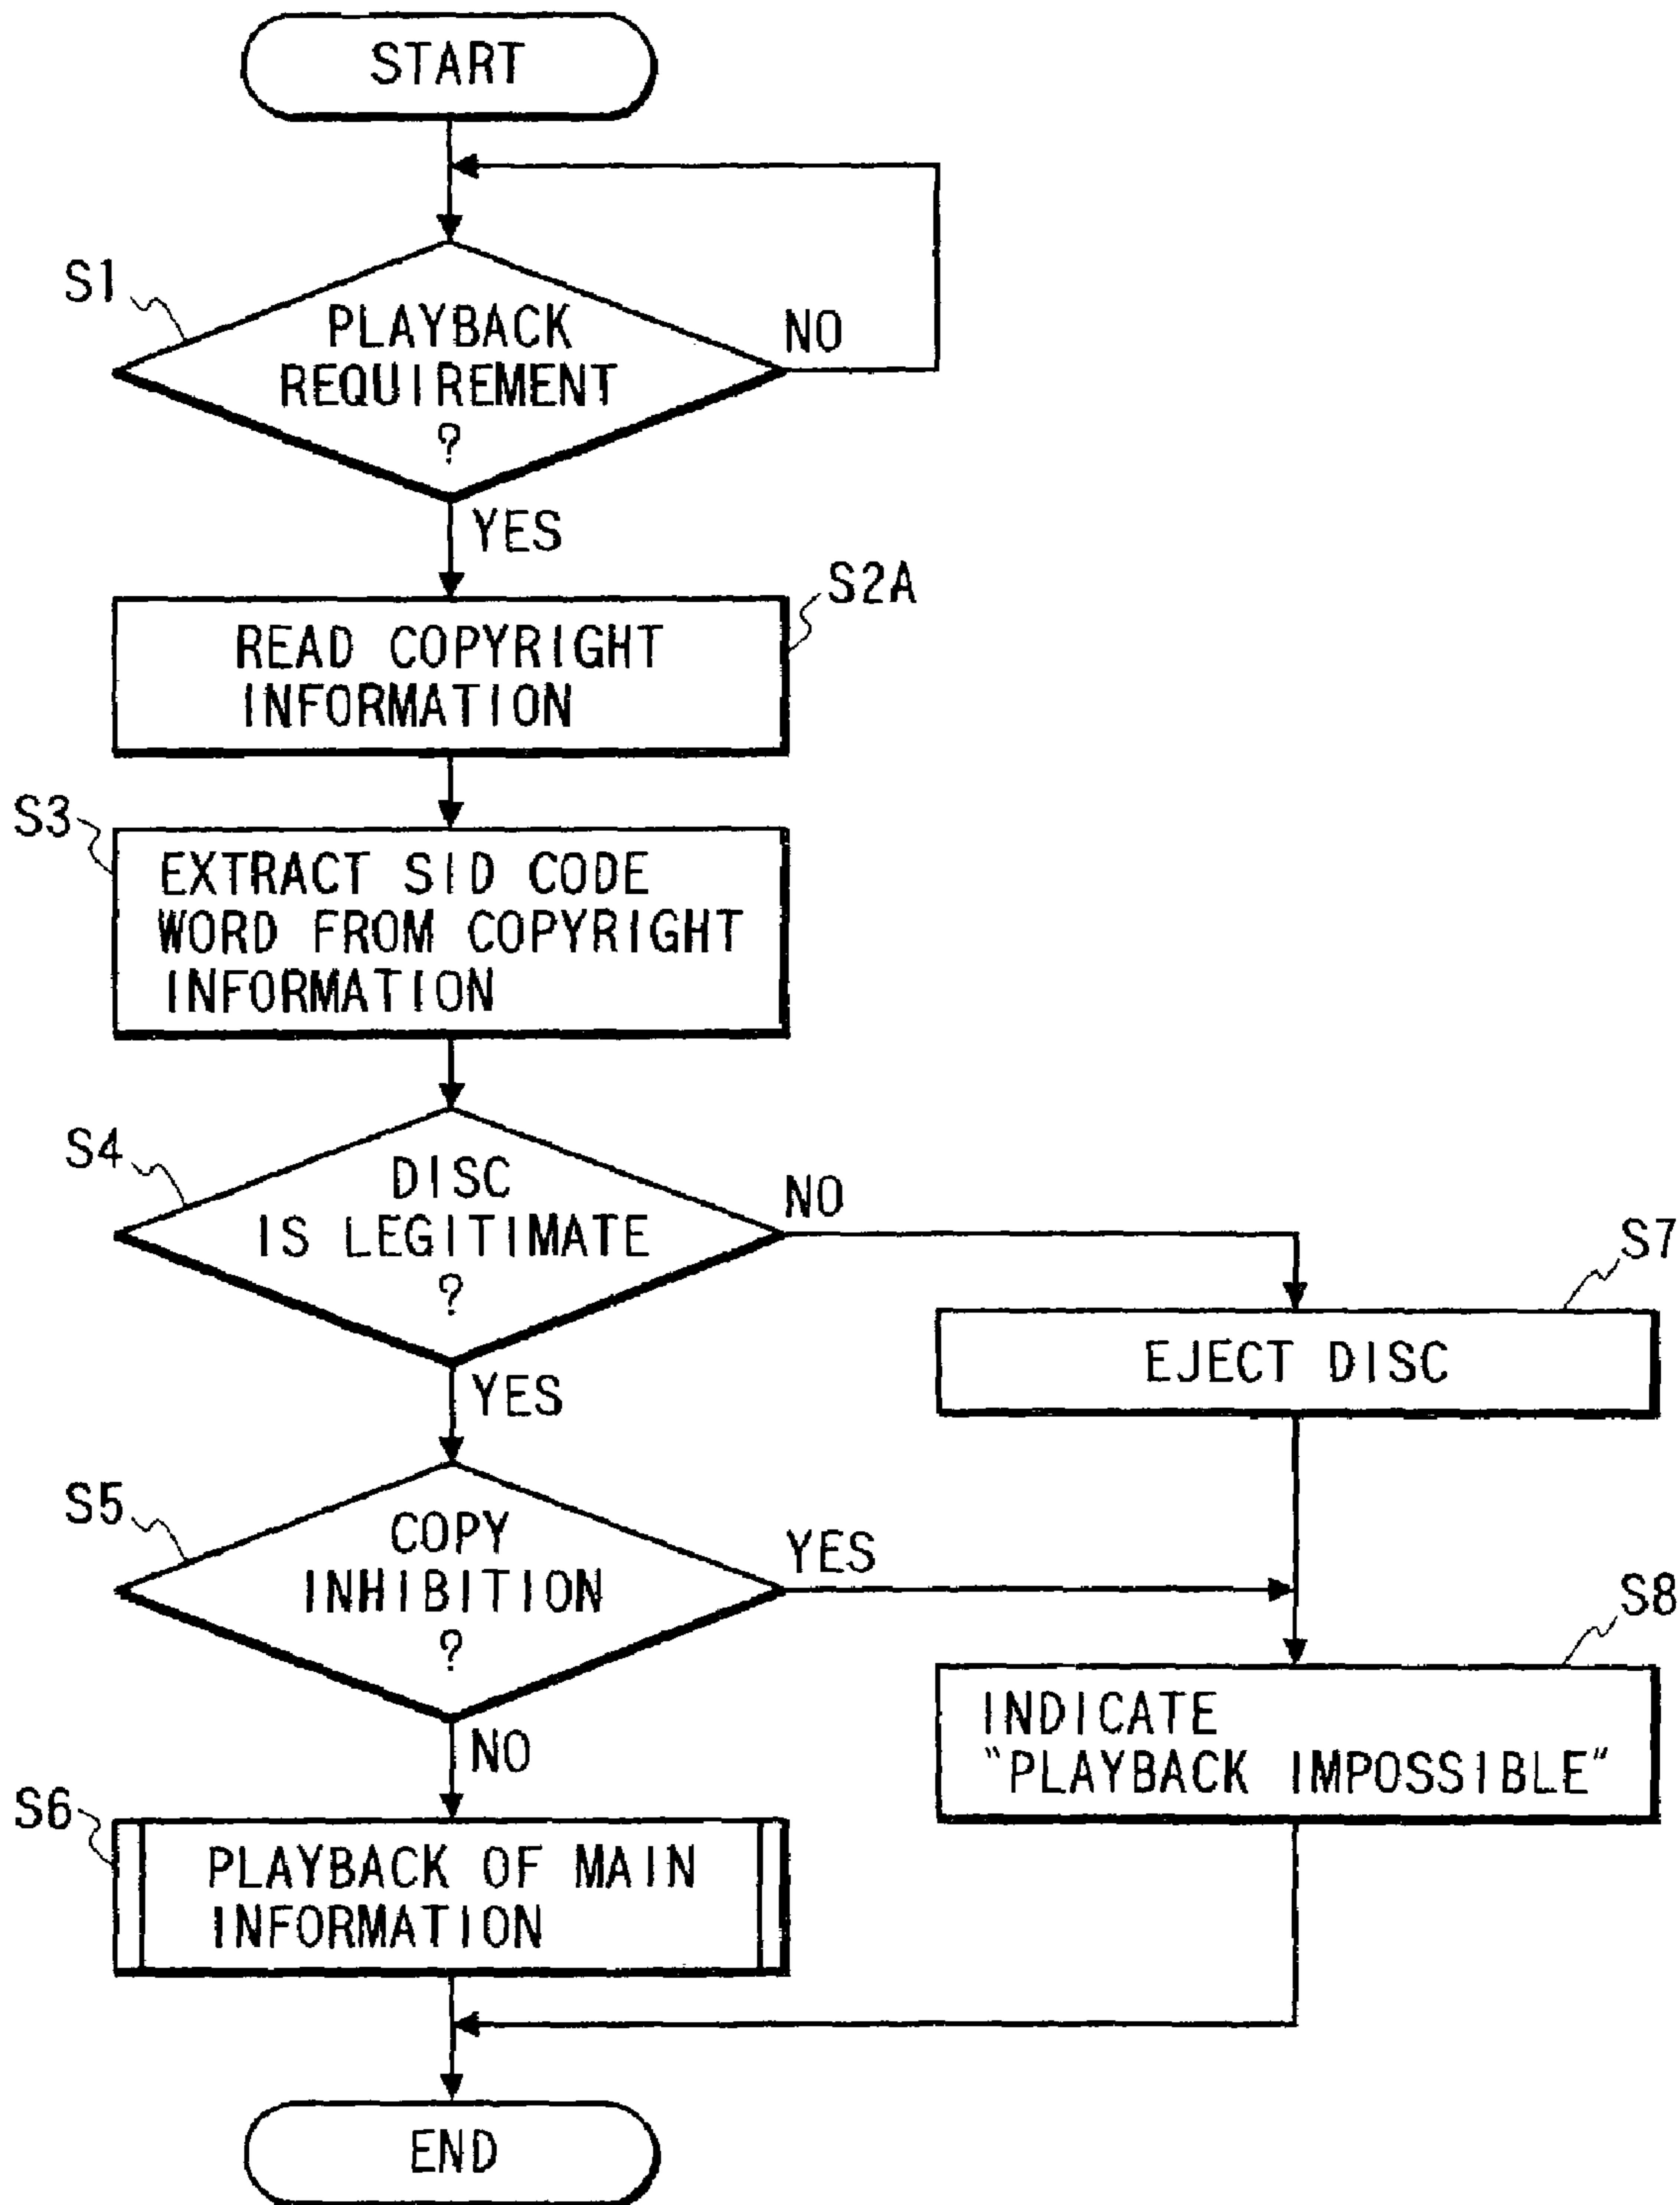 START
S1
PLAYBACK
REQUIREMENT
?
NO
YES
S2A
READ COPYRIGHT
INFORMATION
S3
EXTRACT SID CODE
WORD FROM COPYRIGHT
INFORMATION
S4
DISC
IS LEGITIMATE
?
NO
YES
S7
EJECT DISC
S5
COPY
INHIBITION
?
YES
NO
S8
INDICATE
"PLAYBACK IMPOSSIBLE"
S6
PLAYBACK OF MAIN
INFORMATION
END